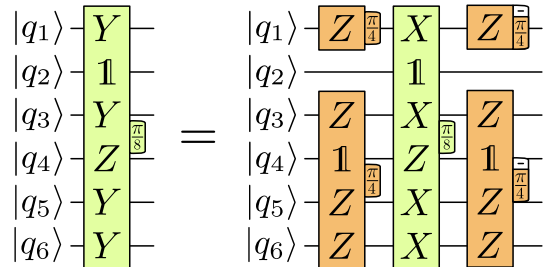 |q₁⟩ Y |q₁⟩ Z π/4 X Z -π/4
|q₂⟩ 𝟙 |q₂⟩ 𝟙
|q₃⟩ Y |q₃⟩ Z X Z
π/8 = π/8
|q₄⟩ Z |q₄⟩ 𝟙 π/4 Z 𝟙 -π/4
|q₅⟩ Y |q₅⟩ Z X Z
|q₆⟩ Y |q₆⟩ Z X Z